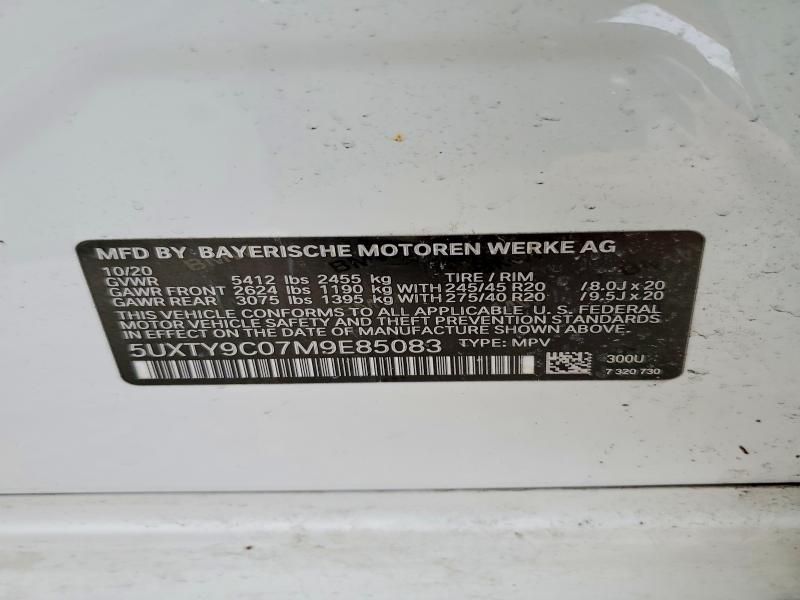 MFD BY BAYERISCHE MOTOREN WERKE AG
10/20
GVWR 5412 lbs 2455 kg TIRE / RIM
GAWR FRONT 2624 lbs 1190 kg WITH 245/45 R20 /8.0J x 20
GAWR REAR 3075 lbs 1395 kg WITH 275/40 R20 /9.5J x 20
THIS VEHICLE CONFORMS TO ALL APPLICABLE U. S. FEDERAL
MOTOR VEHICLE SAFETY AND THEFT PREVENTION STANDARDS
IN EFFECT ON THE DATE OF MANUFACTURE SHOWN ABOVE.
5UXTY9C07M9E85083 TYPE: MPV
300U
7 320 730